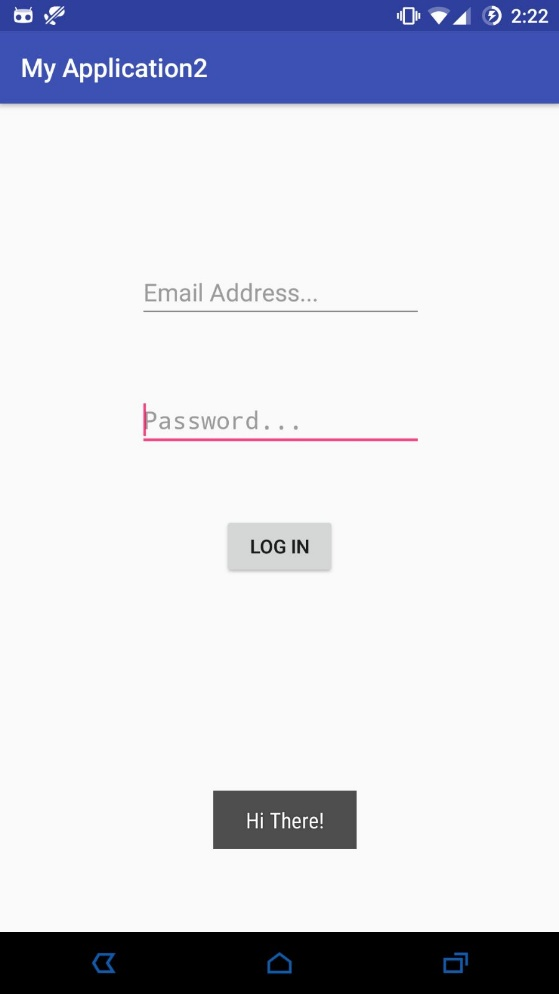 2:22
My Application2
Email Address...
Password...
LOG IN
Hi There!